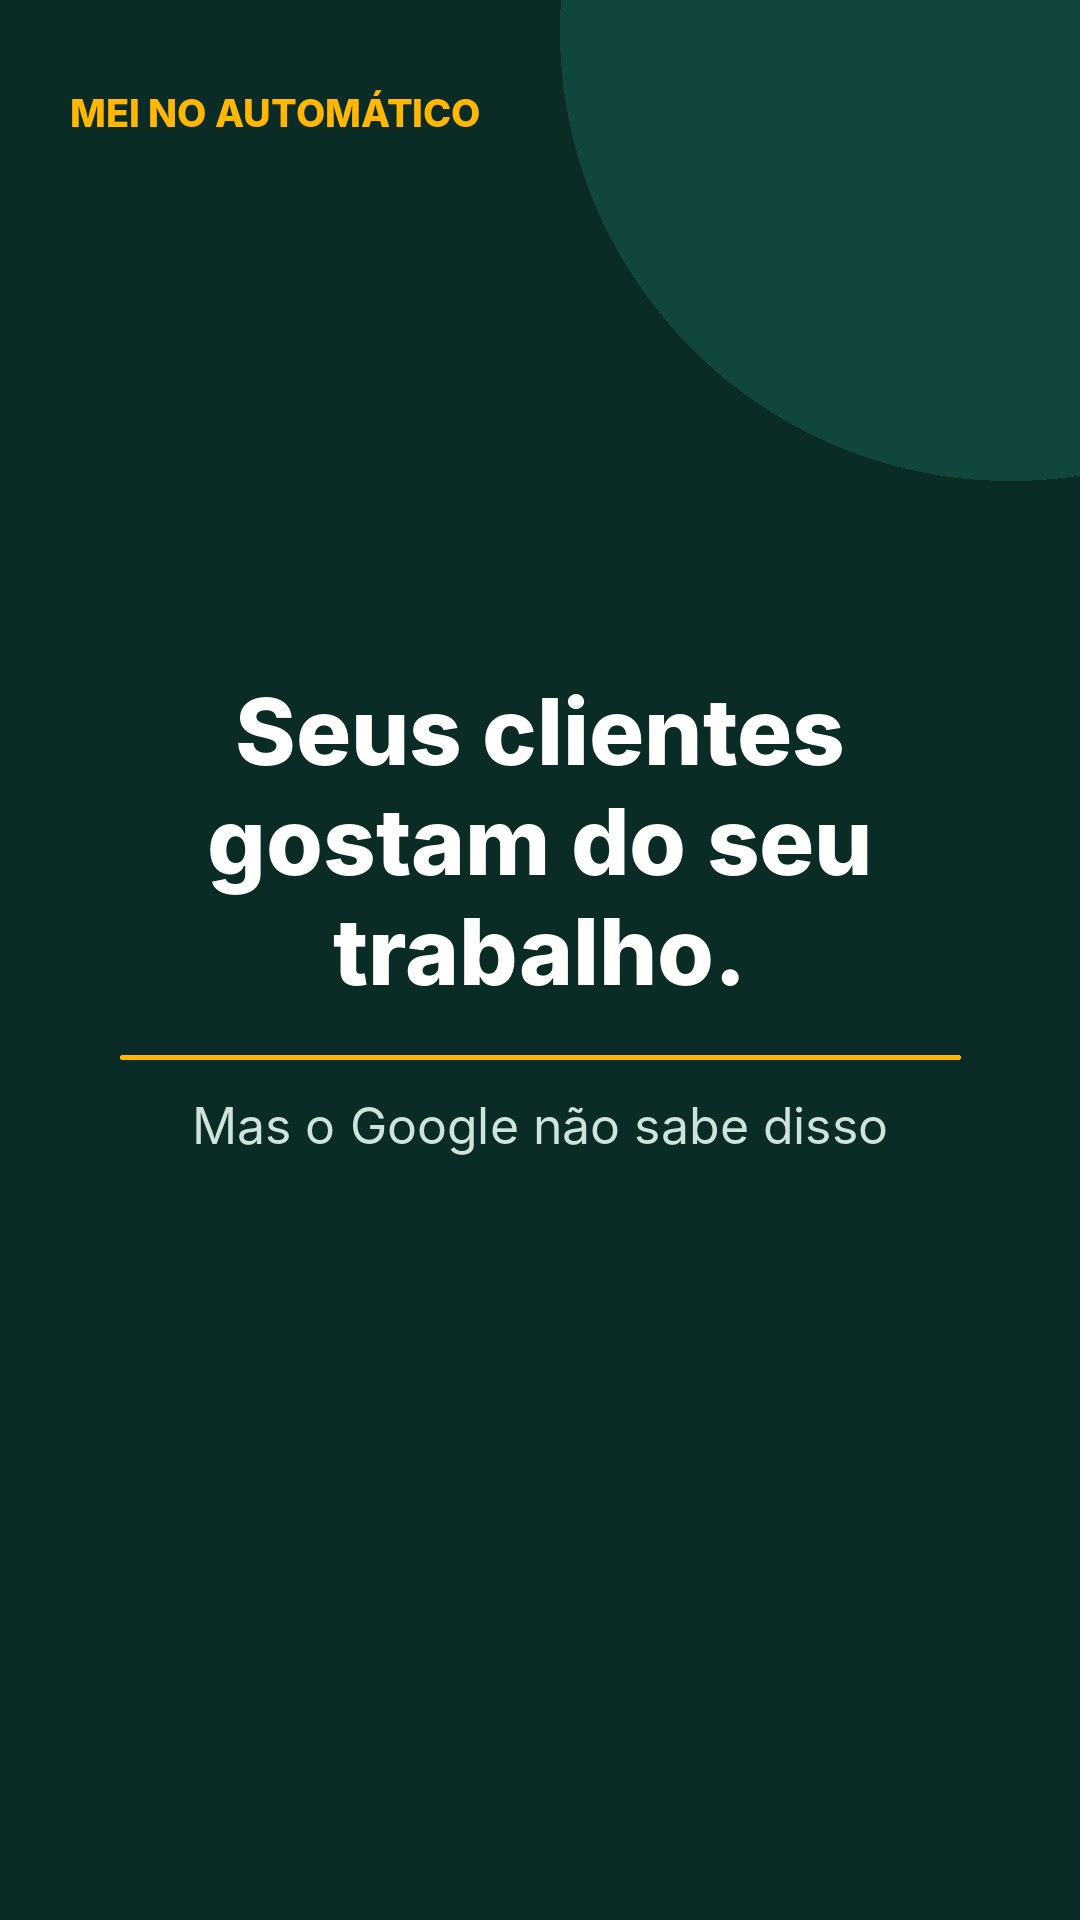 MEI NO AUTOMÁTICO
Seus clientes
gostam do seu
trabalho.
Mas o Google não sabe disso